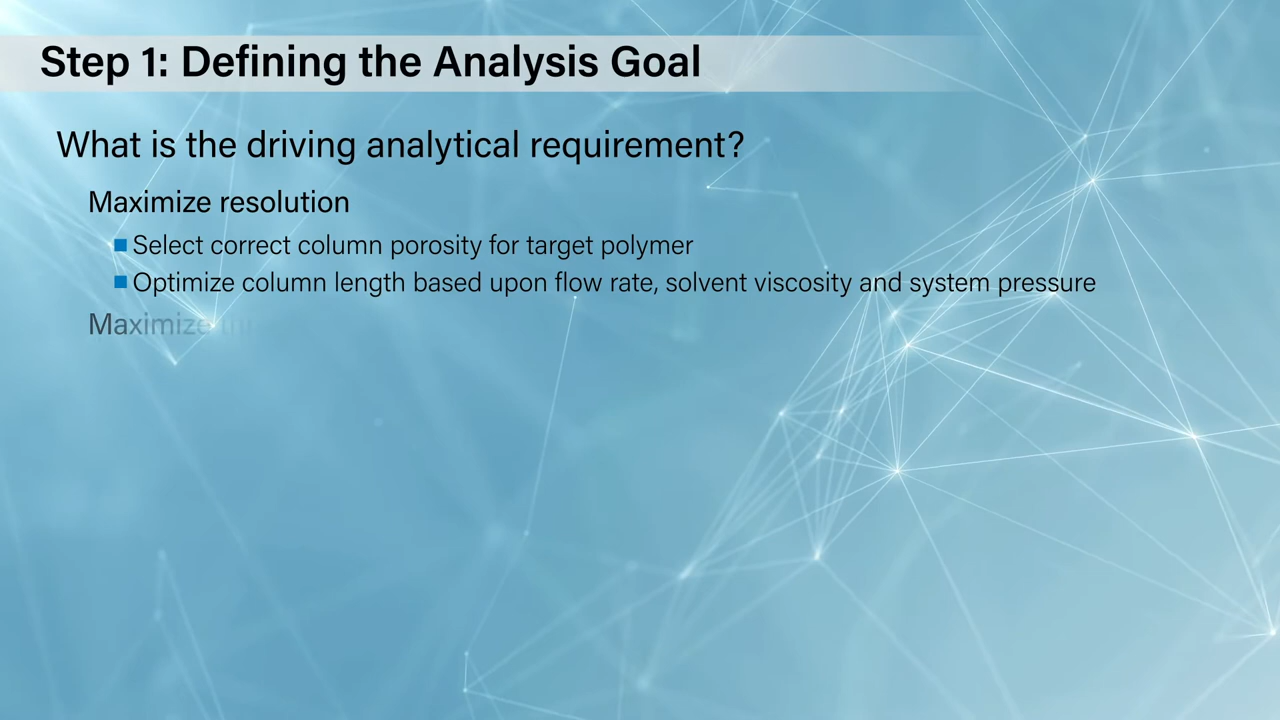 Step 1: Defining the Analysis Goal
What is the driving analytical requirement?
Maximize resolution
Select correct column porosity for target polymer
Optimize column length based upon flow rate, solvent viscosity and system pressure
Maximize